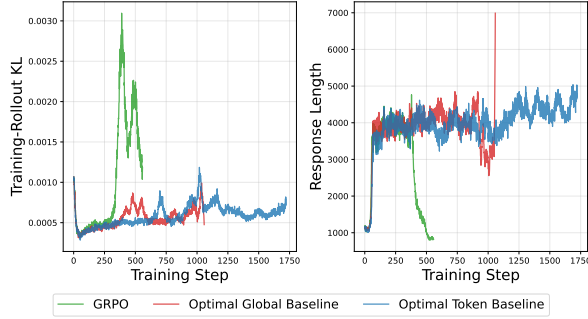 Training-Rollout KL
0.0030
0.0025
0.0020
0.0015
0.0010
0.0005
0 250 500 750 1000 1250 1500 1750
Training Step
Response Length
7000
6000
5000
4000
3000
2000
1000
0 250 500 750 1000 1250 1500 1750
Training Step
GRPO Optimal Global Baseline Optimal Token Baseline